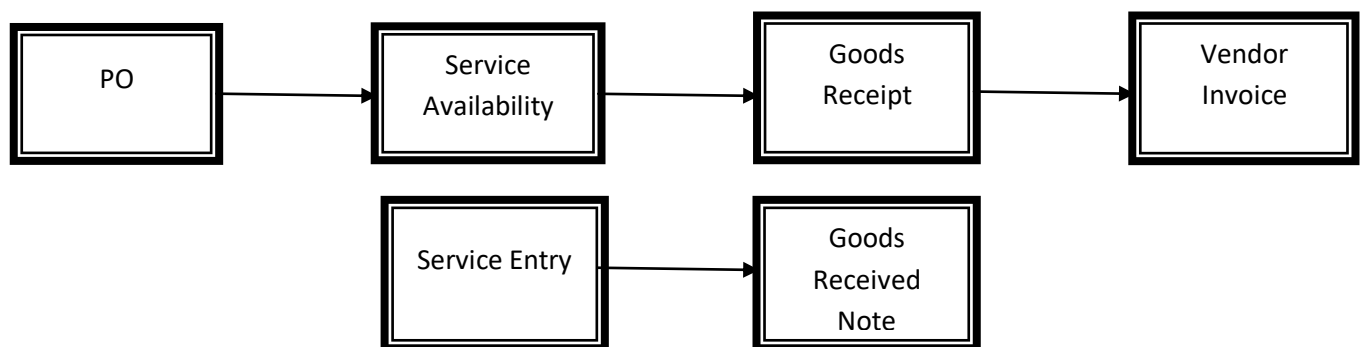 PO
Service
Availability
Goods
Receipt
Vendor
Invoice
Service Entry
Goods
Received
Note